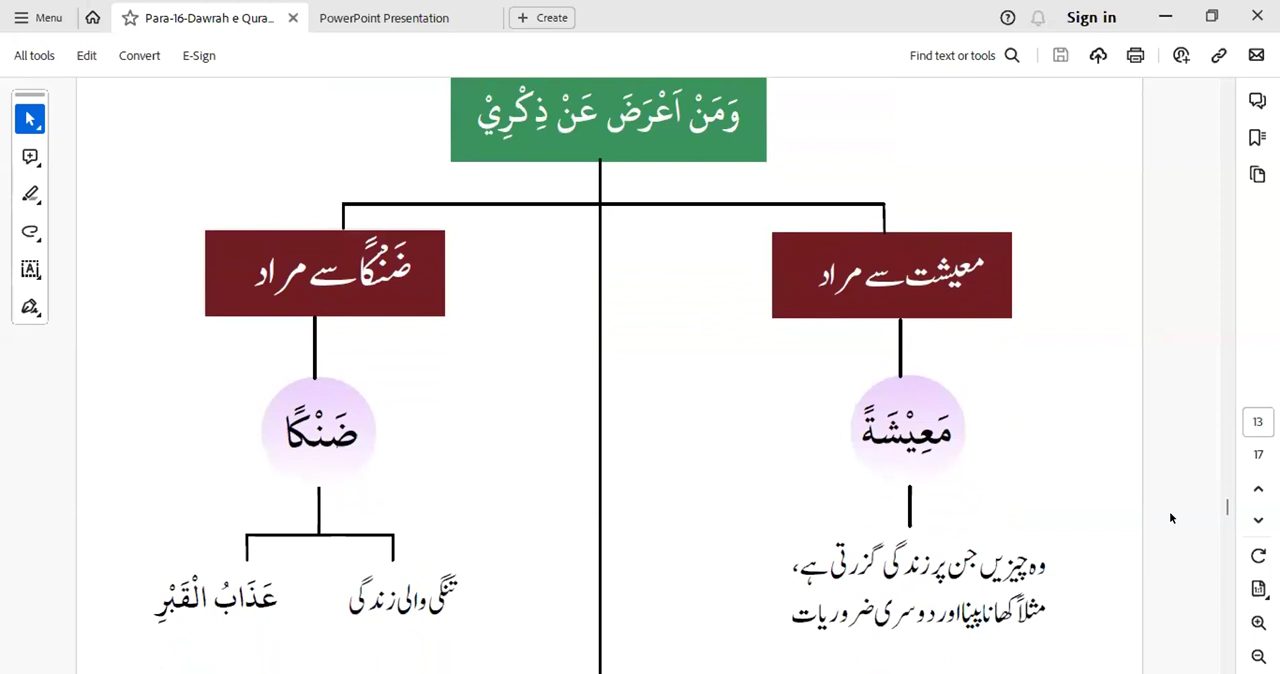 Menu
Para-16-Dawrah e Qura...
PowerPoint Presentation
Create
Sign in
All tools
Edit
Convert
E-Sign
Find text or tools
وَمَنْ اَعْرَضَ عَنْ ذِكْرِيْ
معیشت سے مراد
ضَنْكًا سے مراد
مَعِيْشَةً
ضَنْكًا
وہ چیزیں جن پر زندگی گزرتی ہے،
مثلاً کھانا پینا اور دوسری ضروریات
تنگی والی زندگی
عَذَابُ الْقَبْرِ
13
17